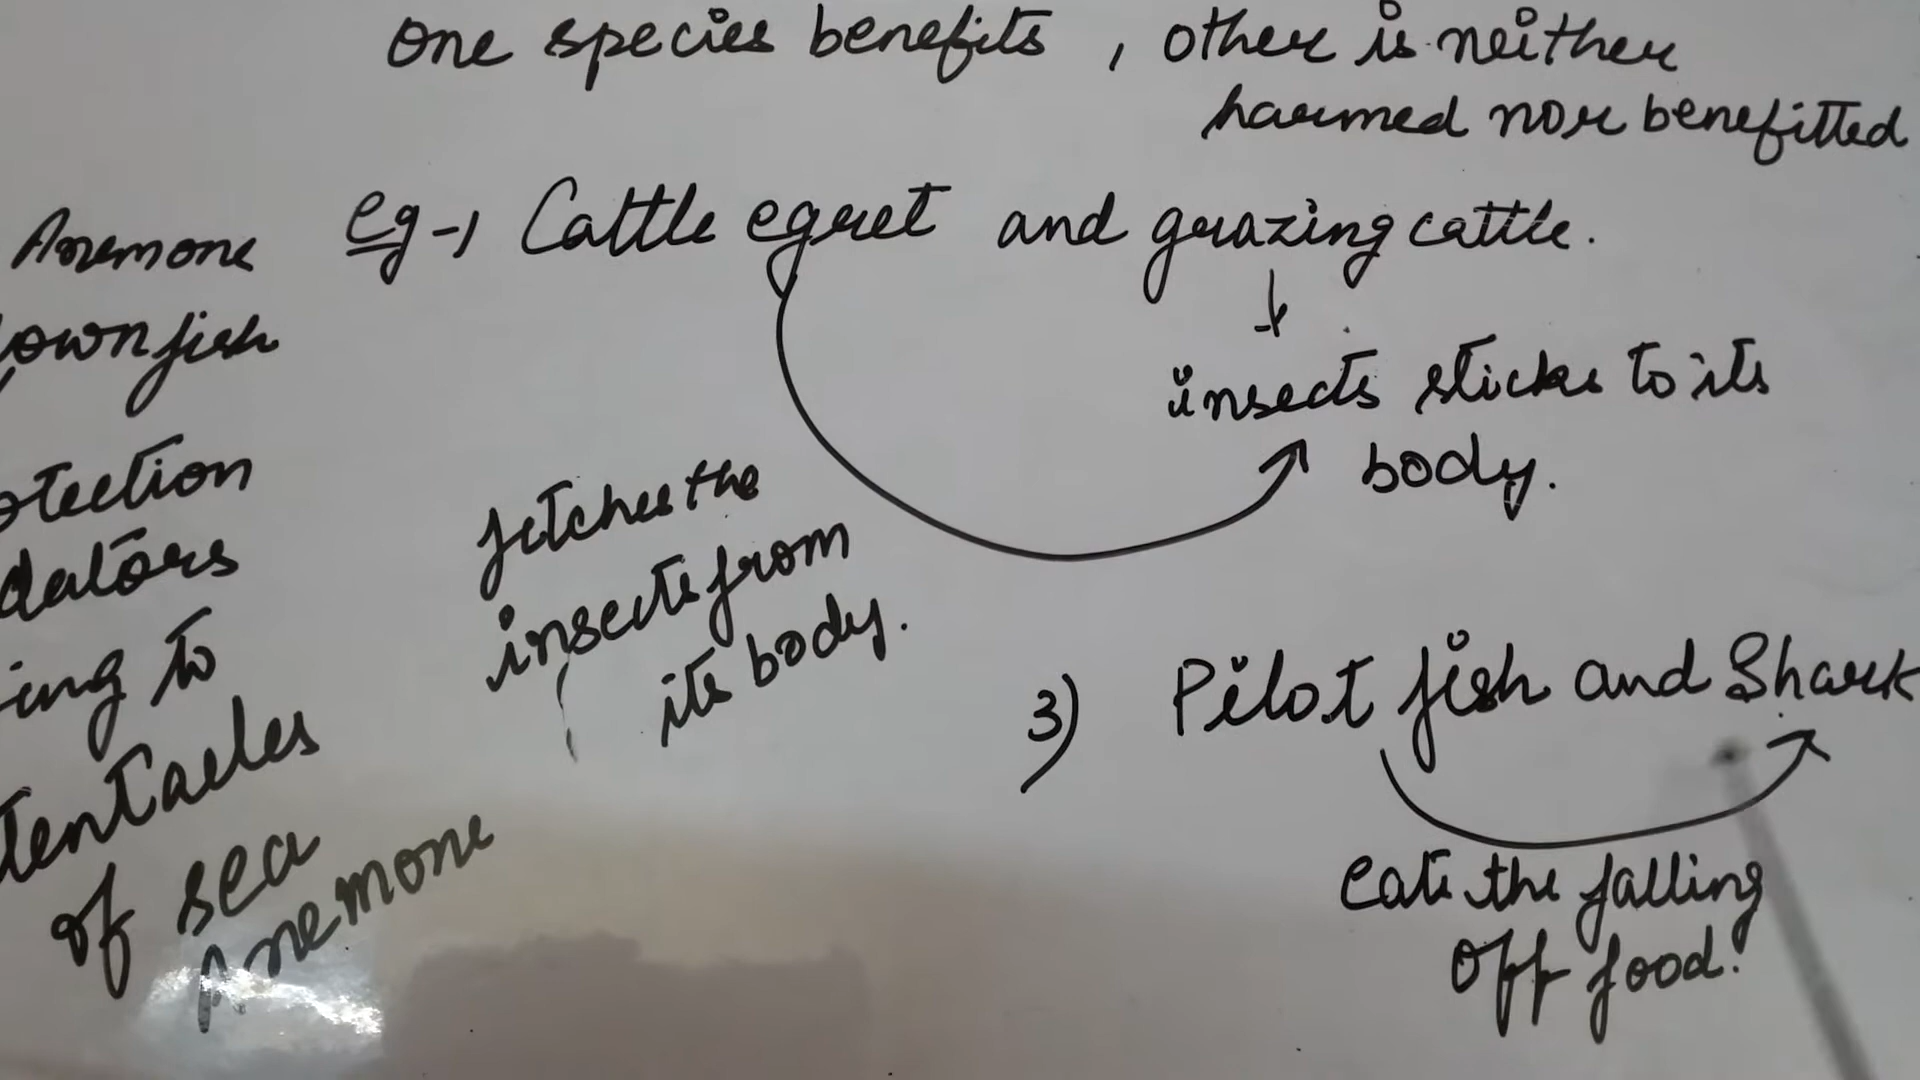 One species benefits, other is neither
harmed nor benefitted
eg-1 Cattle egret and grazing cattle.
insects sticks to its
body.
fetches the
insects from
its body.
Anemone
ownfish
otection
dators
ing to
tentacles
of sea
Anemone
3) Pilot fish and Shark
Eats the falling
off food.